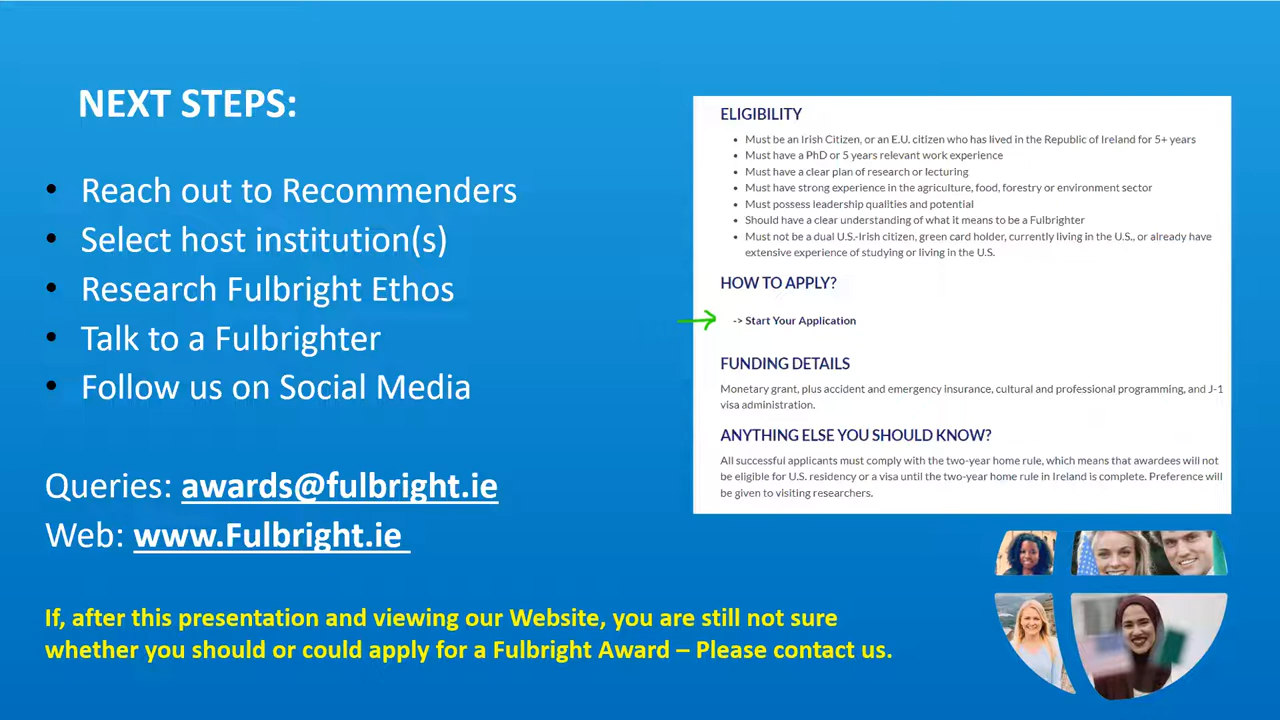 NEXT STEPS:
• Reach out to Recommenders
• Select host institution(s)
• Research Fulbright Ethos
• Talk to a Fulbrighter
• Follow us on Social Media
Queries: awards@fulbright.ie
Web: www.Fulbright.ie
If, after this presentation and viewing our Website, you are still not sure
whether you should or could apply for a Fulbright Award – Please contact us.
ELIGIBILITY
• Must be an Irish Citizen, or an E.U. citizen who has lived in the Republic of Ireland for 5+ years
• Must have a PhD or 5 years relevant work experience
• Must have a clear plan of research or lecturing
• Must have strong experience in the agriculture, food, forestry or environment sector
• Must possess leadership qualities and potential
• Should have a clear understanding of what it means to be a Fulbrighter
• Must not be a dual U.S.-Irish citizen, green card holder, currently living in the U.S., or already have
extensive experience of studying or living in the U.S.
HOW TO APPLY?
-> Start Your Application
FUNDING DETAILS
Monetary grant, plus accident and emergency insurance, cultural and professional programming, and J-1
visa administration.
ANYTHING ELSE YOU SHOULD KNOW?
All successful applicants must comply with the two-year home rule, which means that awardees will not
be eligible for U.S. residency or a visa until the two-year home rule in Ireland is complete. Preference will
be given to visiting researchers.